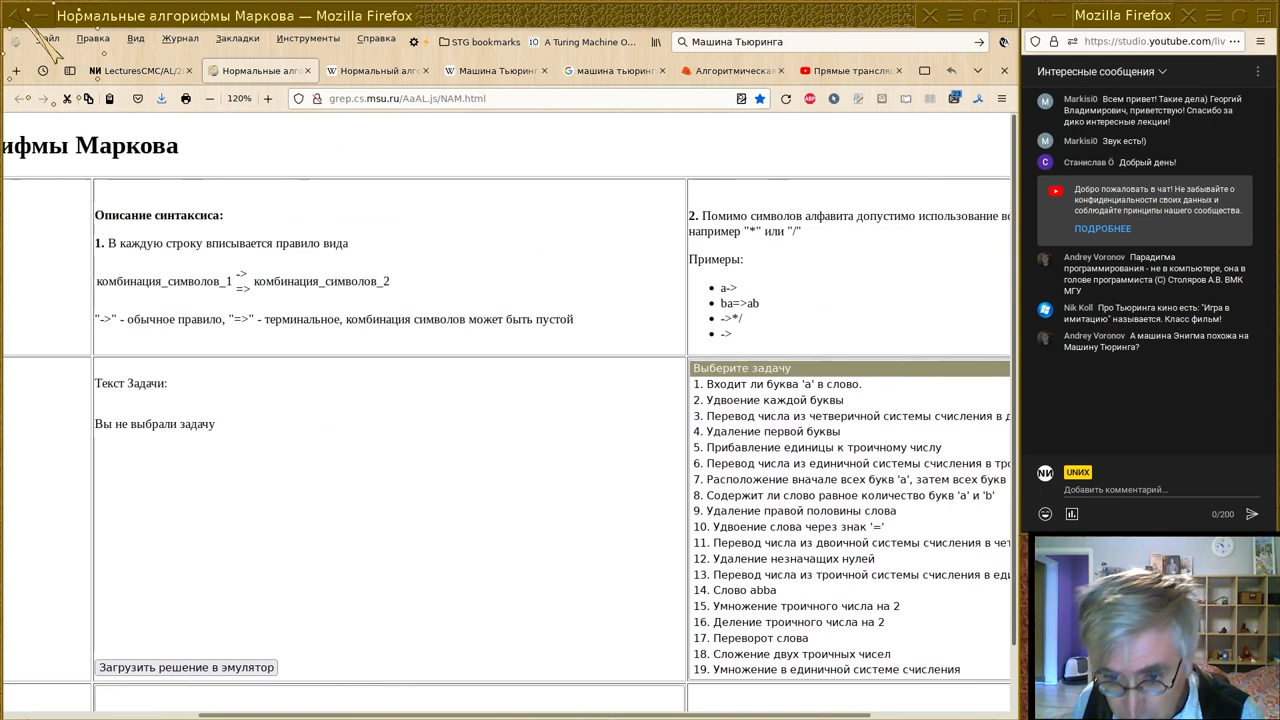 Нормальные алгорифмы Маркова — Mozilla Firefox
Mozilla Firefox
айл Правка Вид Журнал Закладки Инструменты Справка
STG bookmarks
A Turing Machine O...
Машина Тьюринга
LecturesCMC/AL/2
Нормальные алг
Нормальный алго
Машина Тьюринг
машина тьюринга
Алгоритмическая
Прямые трансляц
120%
grep.cs.msu.ru/AaAL.js/NAM.html
https://studio.youtube.com/liv
ифмы Маркова
Описание синтаксиса:
1. В каждую строку вписывается правило вида
комбинация_символов_1 -> => комбинация_символов_2
"->" - обычное правило, "=>" - терминальное, комбинация символов может быть пустой
2. Помимо символов алфавита допустимо использование вс
например "*" или "/"
Примеры:
a->
ba=>ab
->*/
->
Текст Задачи:
Вы не выбрали задачу
Загрузить решение в эмулятор
Выберите задачу
1. Входит ли буква 'a' в слово.
2. Удвоение каждой буквы
3. Перевод числа из четверичной системы счисления в д
4. Удаление первой буквы
5. Прибавление единицы к троичному числу
6. Перевод числа из единичной системы счисления в тро
7. Расположение вначале всех букв 'a', затем всех букв
8. Содержит ли слово равное количество букв 'a' и 'b'
9. Удаление правой половины слова
10. Удвоение слова через знак '='
11. Перевод числа из двоичной системы счисления в чет
12. Удаление незначащих нулей
13. Перевод числа из троичной системы счисления в еди
14. Слово abba
15. Умножение троичного числа на 2
16. Деление троичного числа на 2
17. Переворот слова
18. Сложение двух троичных чисел
19. Умножение в единичной системе счисления
Интересные сообщения
Markisi0 Всем привет! Такие дела) Георгий
Владимирович, приветствую! Спасибо за
дико интересные лекции!
Markisi0 Звук есть!)
Станислав Ö Добрый день!
Добро пожаловать в чат! Не забывайте о
конфиденциальности своих данных и
соблюдайте принципы нашего сообщества.
ПОДРОБНЕЕ
Andrey Voronov Парадигма
программирования - не в компьютере, она в
голове программиста (С) Столяров А.В. ВМК
МГУ
Nik Koll Про Тьюринга кино есть: "Игра в
имитацию" называется. Класс фильм!
Andrey Voronov А машина Энигма похожа на
Машину Тюринга?
UNИX
Добавить комментарий...
0/200